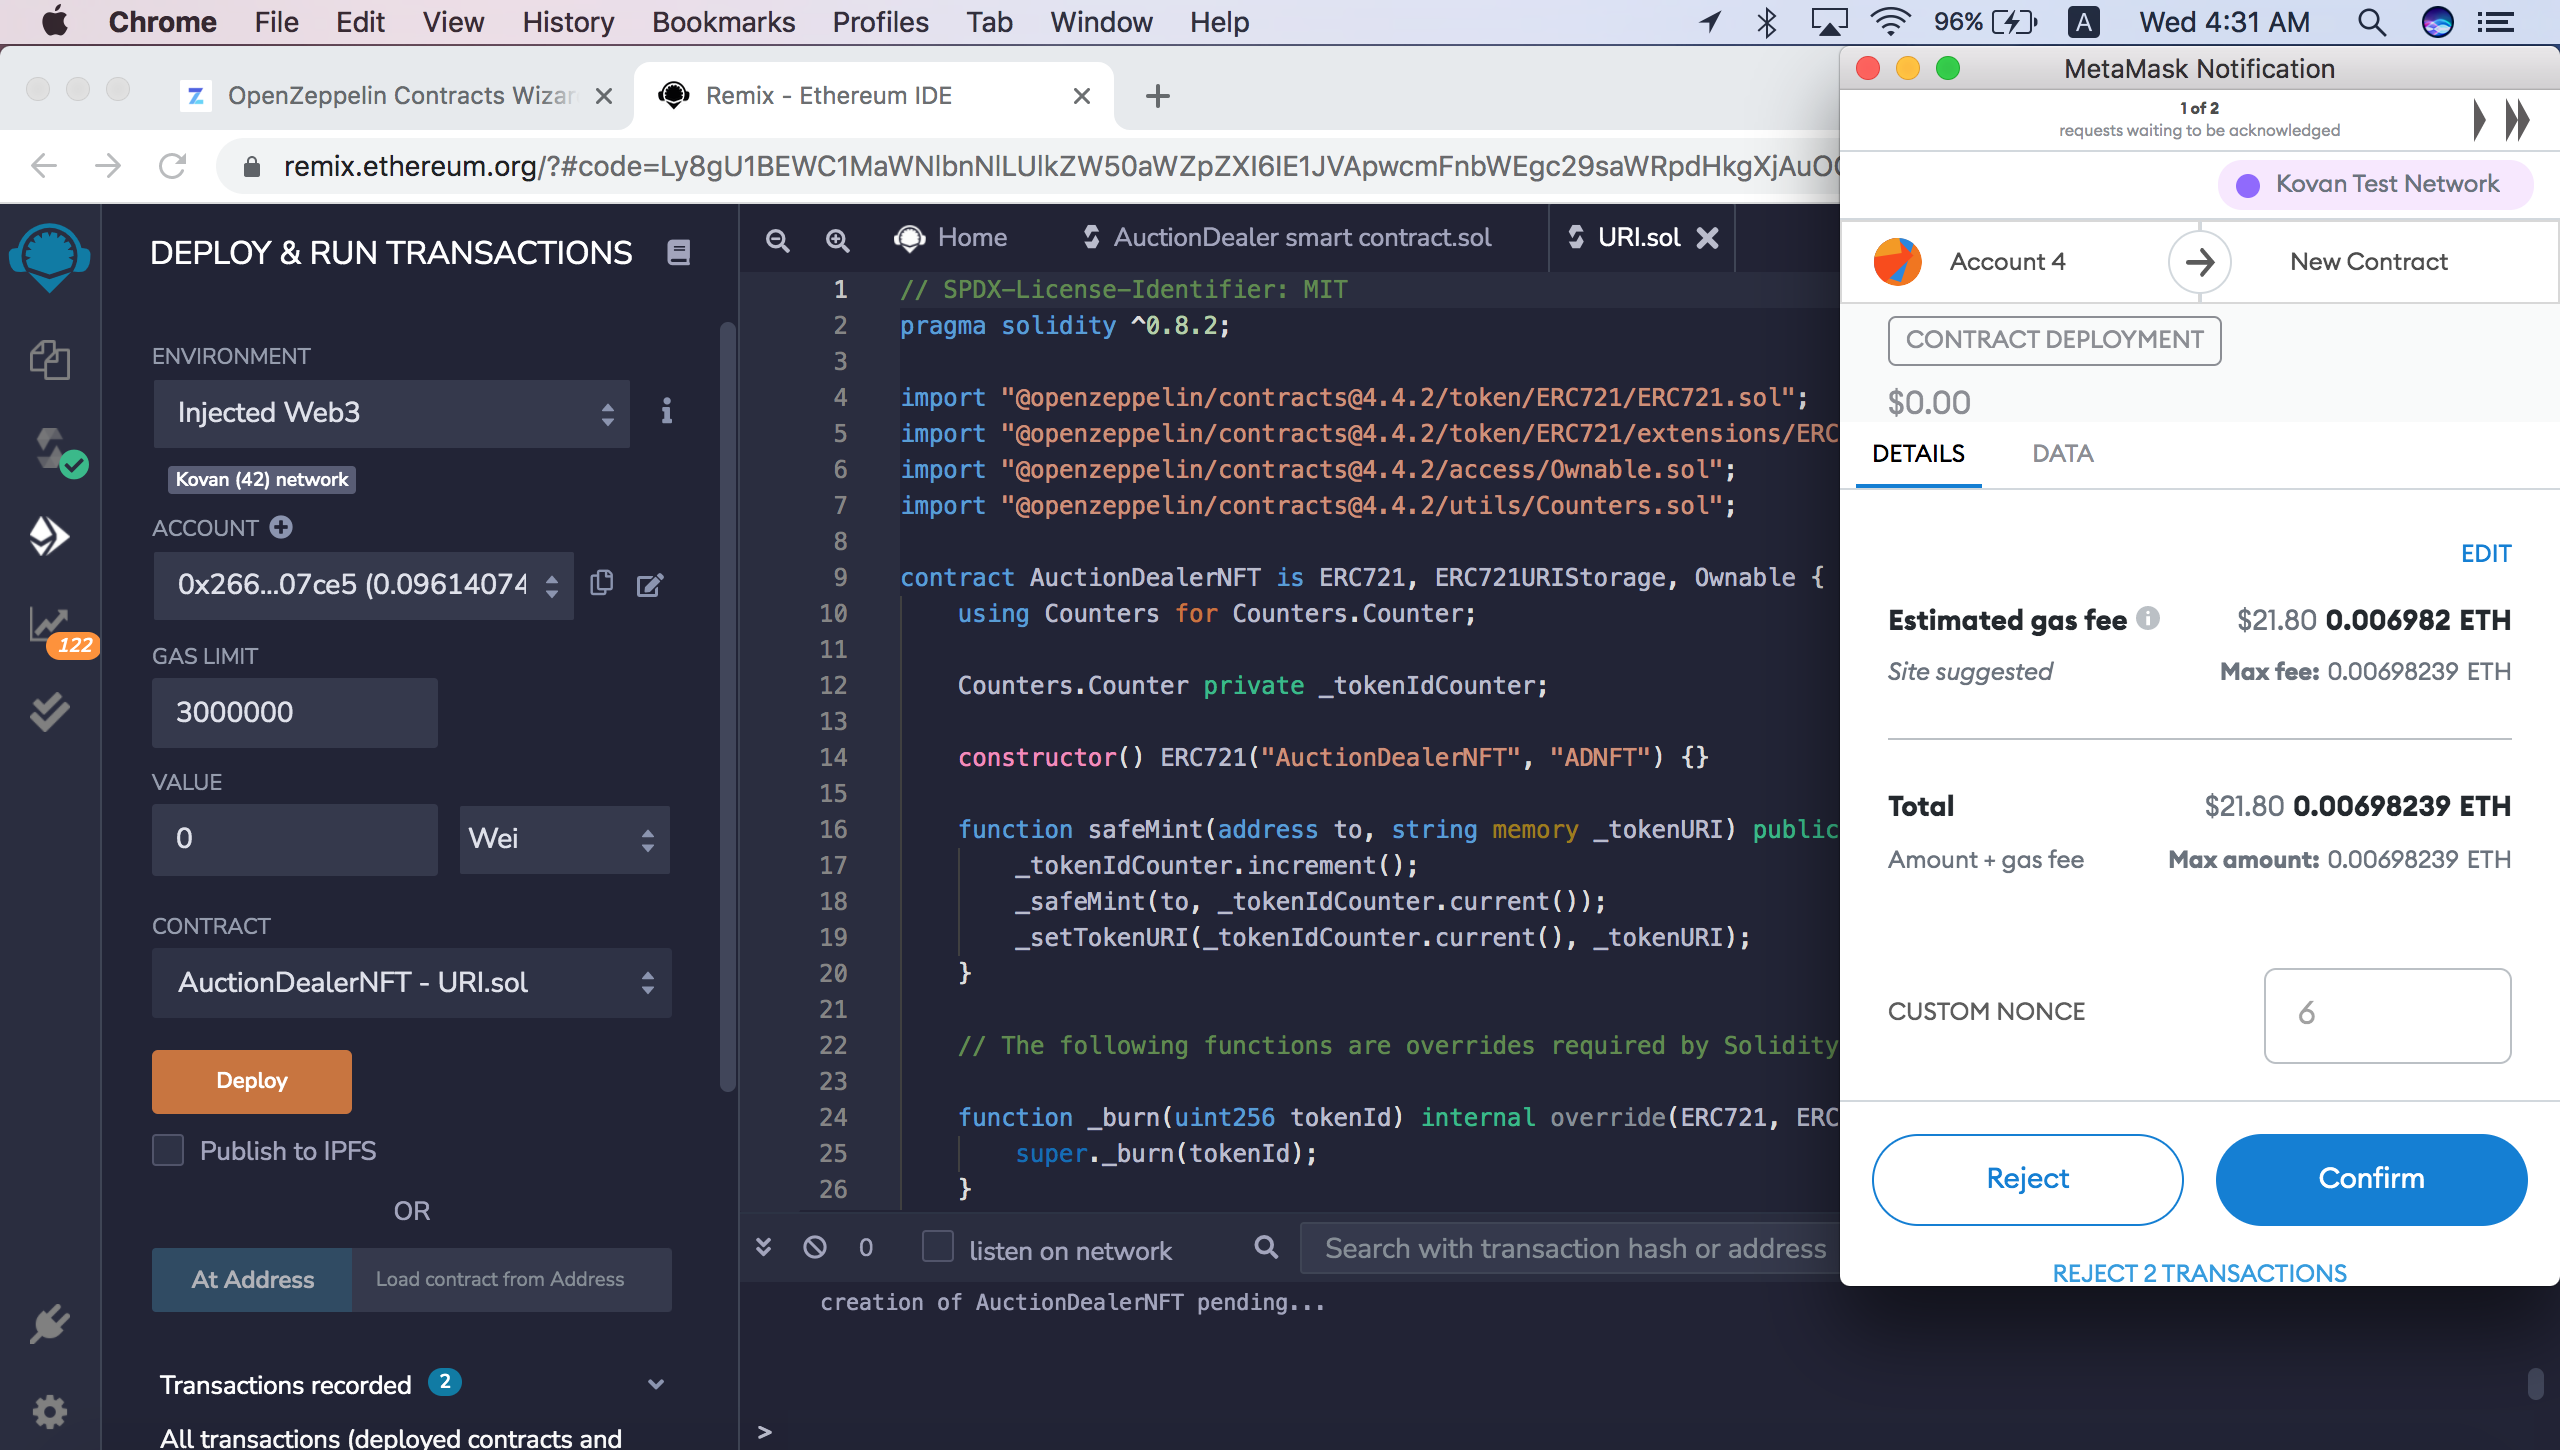 Chrome File Edit View History Bookmarks Profiles Tab Window Help 96% A Wed 4:31 AM
OpenZeppelin Contracts Wizar
Remix - Ethereum IDE
remix.ethereum.org/?#code=Ly8gU1BEWC1MaWNlbnNlLUlkZW50aWZpZXI6IE1JVApwcmFnbWEgc29saWRpdHkgXjAuOC
DEPLOY & RUN TRANSACTIONS
ENVIRONMENT
Injected Web3
Kovan (42) network
ACCOUNT
0x266...07ce5 (0.09614074
122
GAS LIMIT
3000000
VALUE
0
Wei
CONTRACT
AuctionDealerNFT - URI.sol
Deploy
Publish to IPFS
OR
At Address
Load contract from Address
Transactions recorded 2
All transactions (deployed contracts and
Home
AuctionDealer smart contract.sol
URI.sol
1 // SPDX-License-Identifier: MIT
2 pragma solidity ^0.8.2;
3
4 import "@openzeppelin/contracts@4.4.2/token/ERC721/ERC721.sol";
5 import "@openzeppelin/contracts@4.4.2/token/ERC721/extensions/ERC
6 import "@openzeppelin/contracts@4.4.2/access/Ownable.sol";
7 import "@openzeppelin/contracts@4.4.2/utils/Counters.sol";
8
9 contract AuctionDealerNFT is ERC721, ERC721URIStorage, Ownable {
10 using Counters for Counters.Counter;
11
12 Counters.Counter private _tokenIdCounter;
13
14 constructor() ERC721("AuctionDealerNFT", "ADNFT") {}
15
16 function safeMint(address to, string memory _tokenURI) public
17 _tokenIdCounter.increment();
18 _safeMint(to, _tokenIdCounter.current());
19 _setTokenURI(_tokenIdCounter.current(), _tokenURI);
20 }
21
22 // The following functions are overrides required by Solidity
23
24 function _burn(uint256 tokenId) internal override(ERC721, ERC
25 super._burn(tokenId);
26 }
0
listen on network
Search with transaction hash or address
creation of AuctionDealerNFT pending...
>
MetaMask Notification
1 of 2
requests waiting to be acknowledged
Kovan Test Network
Account 4
New Contract
CONTRACT DEPLOYMENT
$0.00
DETAILS
DATA
EDIT
Estimated gas fee $21.80 0.006982 ETH
Site suggested Max fee: 0.00698239 ETH
Total $21.80 0.00698239 ETH
Amount + gas fee Max amount: 0.00698239 ETH
CUSTOM NONCE 6
Reject
Confirm
REJECT 2 TRANSACTIONS